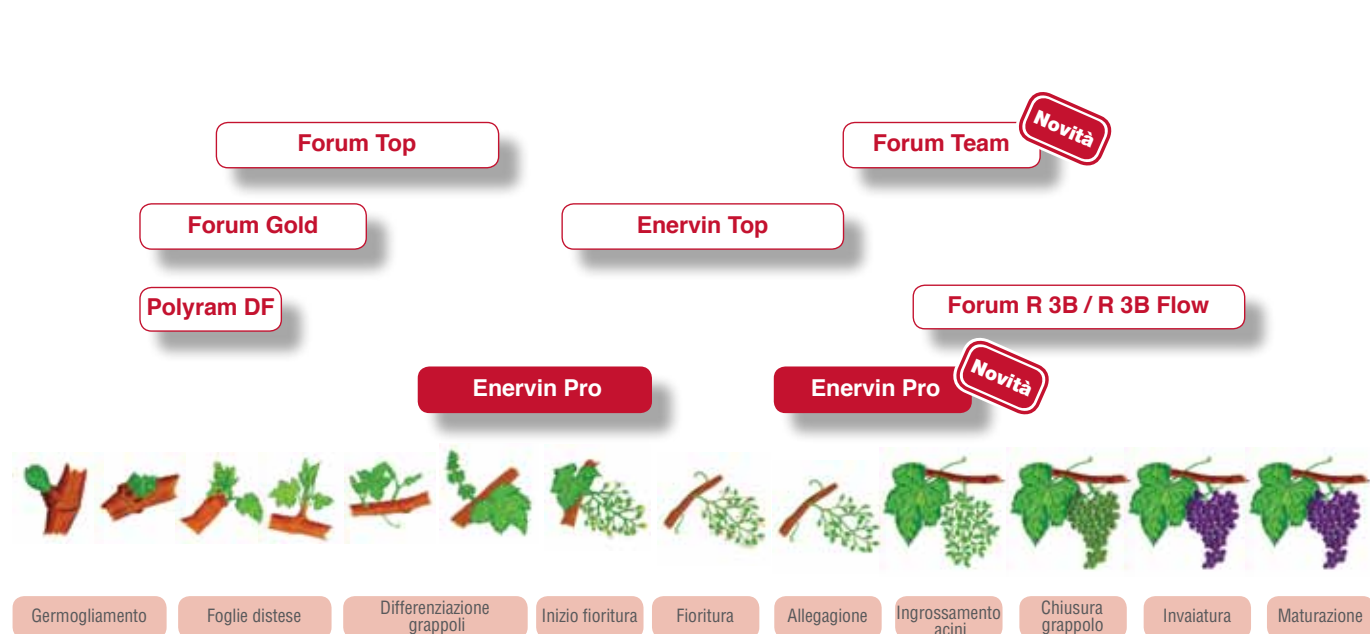 Forum Top
Forum Team
Novità
Forum Gold
Enervin Top
Polyram DF
Forum R 3B / R 3B Flow
Enervin Pro
Enervin Pro
Novità
Germogliamento
Foglie distese
Differenziazione
grappoli
Inizio fioritura
Fioritura
Allegagione
Ingrossamento
acini
Chiusura
grappolo
Invaiatura
Maturazione